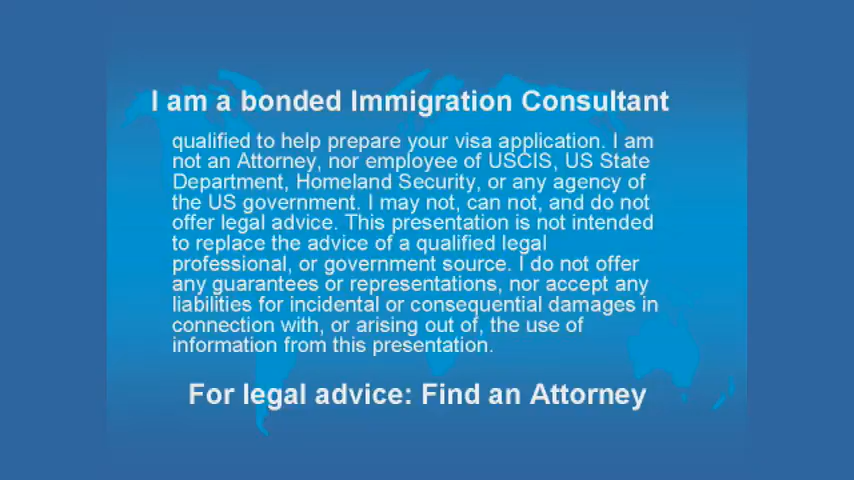 I am a bonded Immigration Consultant
qualified to help prepare your visa application. I am
not an Attorney, nor employee of USCIS, US State
Department, Homeland Security, or any agency of
the US government. I may not, can not, and do not
offer legal advice. This presentation is not intended
to replace the advice of a qualified legal
professional, or government source. I do not offer
any guarantees or representations, nor accept any
liabilities for incidental or consequential damages in
connection with, or arising out of, the use of
information from this presentation.
For legal advice: Find an Attorney